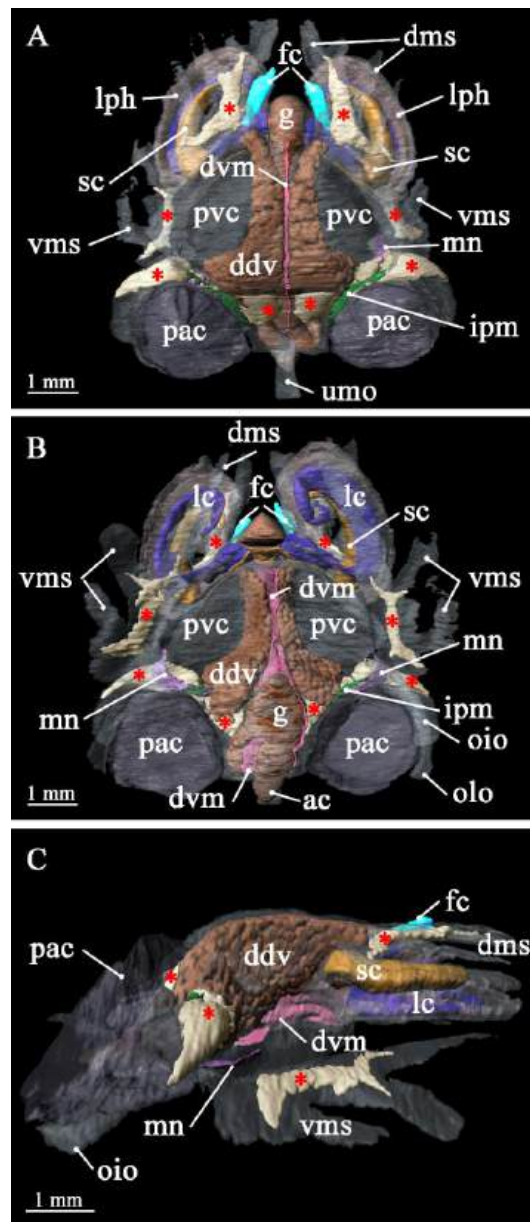 A
dms
fc
lph
lph
g
sc
sc
dvm
pvc
pvc
vms
vms
mn
ddv
pac
pac
ipm
1 mm
umo
B
dms
fc
lc
lc
sc
vms
dvm
vms
pvc
pvc
mn
ddv
mn
g
ipm
pac
pac
oio
dvm
olo
1 mm
ac
C
fc
pac
ddv
dms
sc
lc
dvm
mn
vms
oio
1 mm